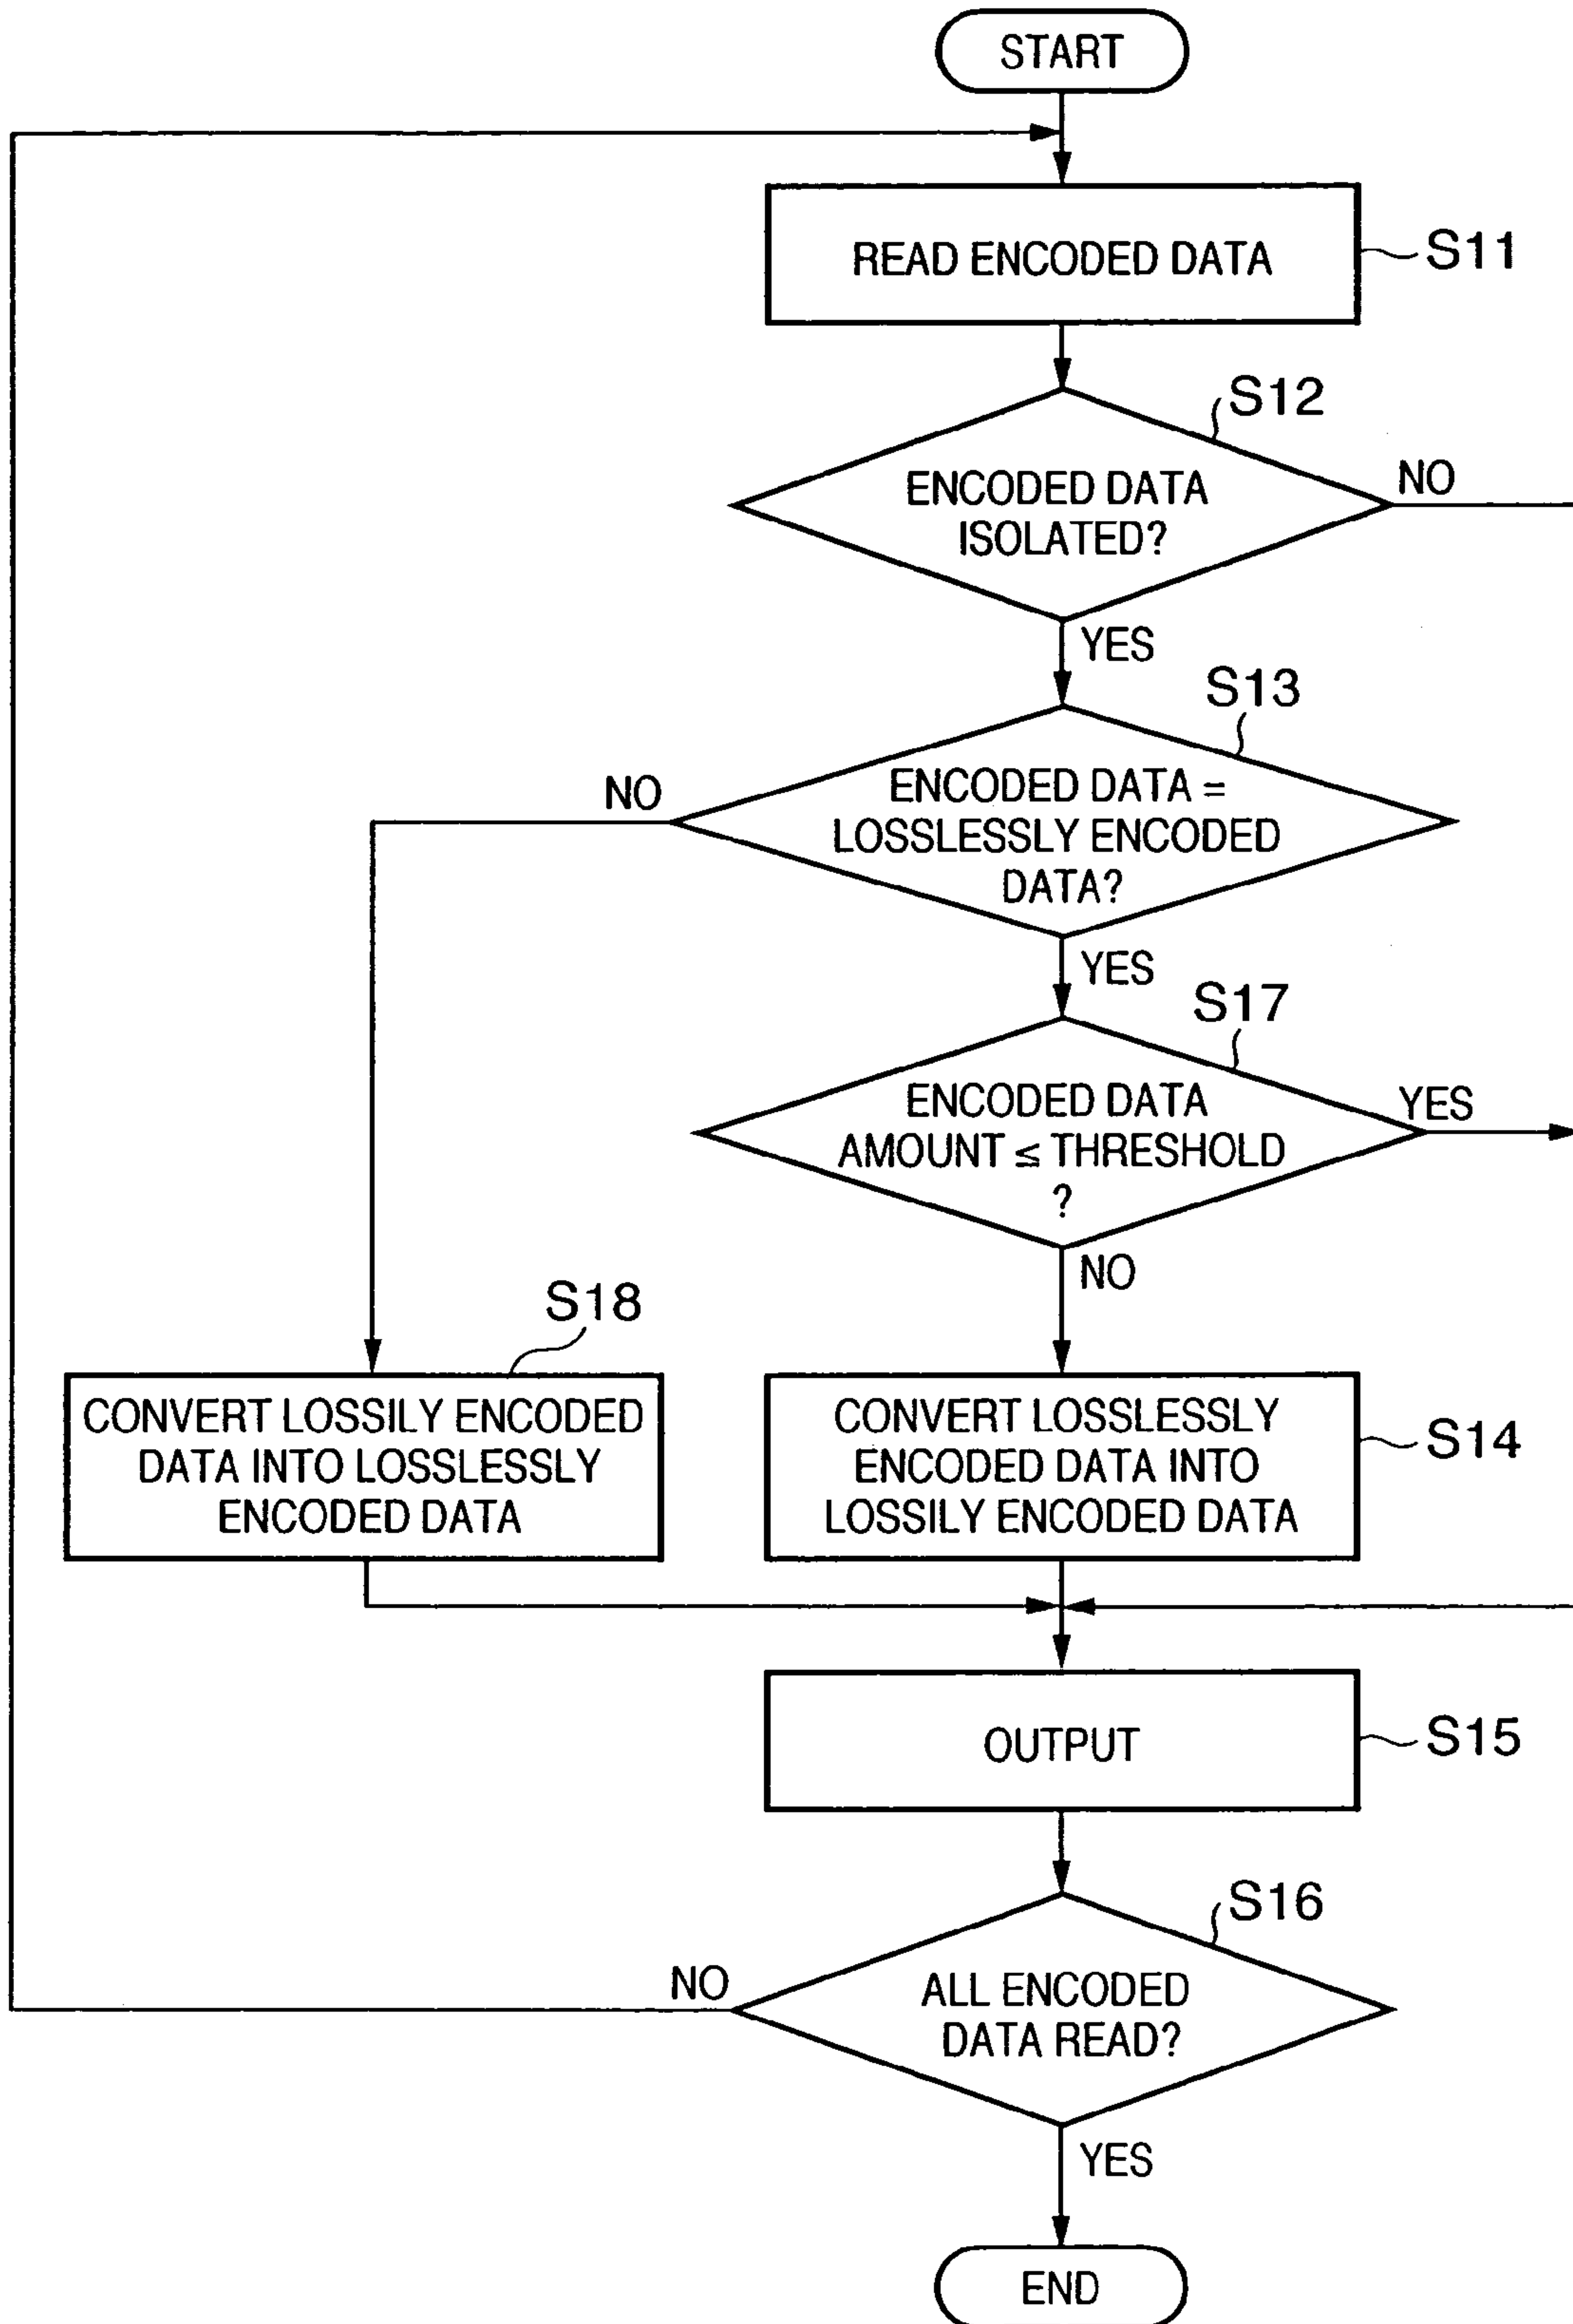 START
READ ENCODED DATA
S11
S12
ENCODED DATA
ISOLATED?
NO
YES
S13
ENCODED DATA =
LOSSLESSLY ENCODED
DATA?
NO
YES
S17
ENCODED DATA
AMOUNT ≤ THRESHOLD
?
YES
NO
S18
CONVERT LOSSILY ENCODED
DATA INTO LOSSLESSLY
ENCODED DATA
CONVERT LOSSLESSLY
ENCODED DATA INTO
LOSSILY ENCODED DATA
S14
OUTPUT
S15
S16
ALL ENCODED
DATA READ?
NO
YES
END